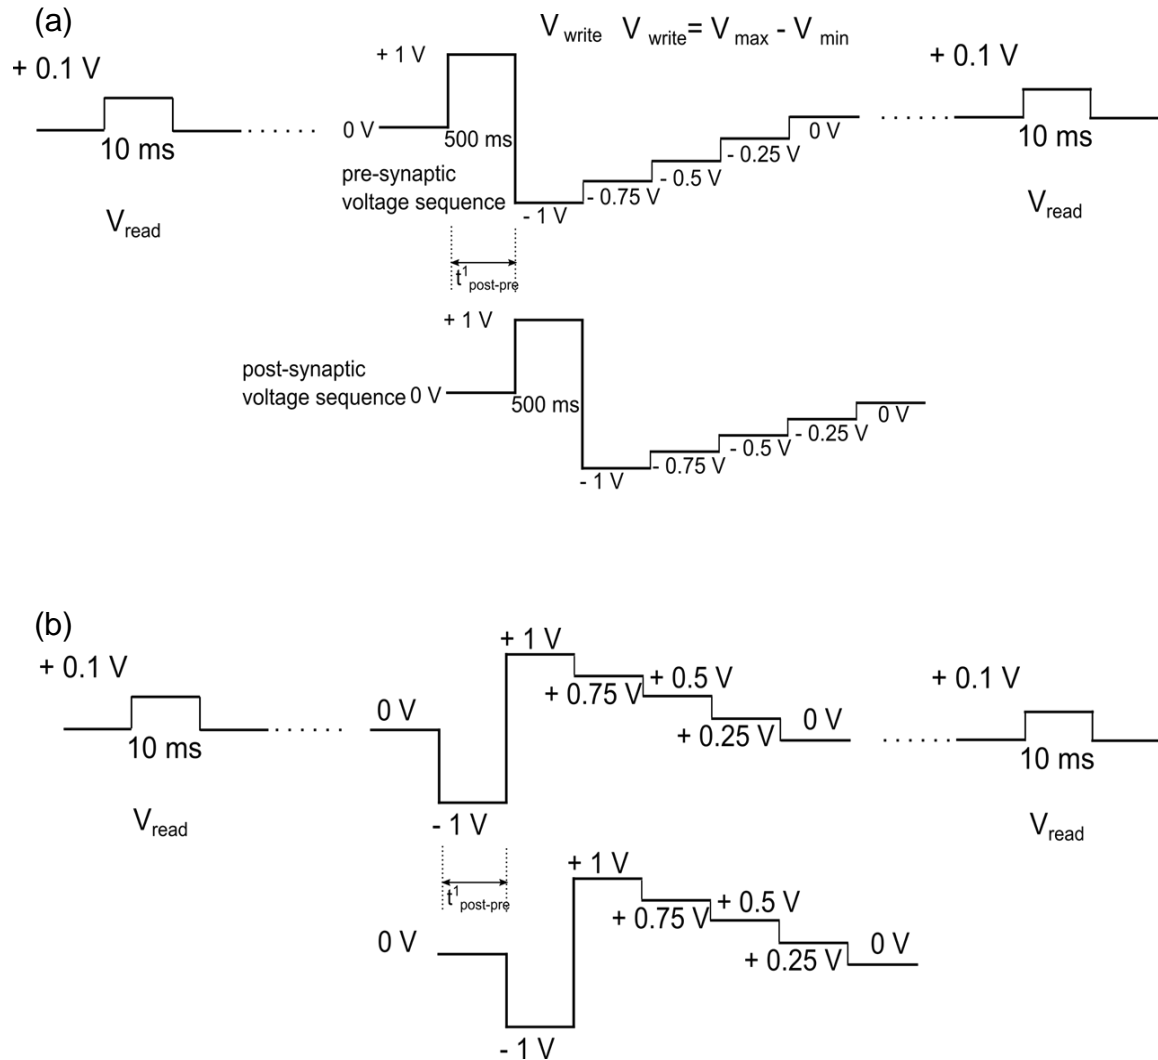 (a)
V write V write = V max - V min
+ 0.1 V
10 ms
V read
+ 1 V
0 V
500 ms
pre-synaptic
voltage sequence
- 1 V
- 0.75 V
- 0.5 V
- 0.25 V
0 V
+ 0.1 V
10 ms
V read
t¹ post-pre
+ 1 V
post-synaptic
voltage sequence 0 V
500 ms
- 1 V
- 0.75 V
- 0.5 V
- 0.25 V
0 V
(b)
+ 0.1 V
10 ms
V read
0 V
- 1 V
+ 1 V
+ 0.75 V
+ 0.5 V
+ 0.25 V
0 V
+ 0.1 V
10 ms
V read
t¹ post-pre
0 V
- 1 V
+ 1 V
+ 0.75 V
+ 0.5 V
+ 0.25 V
0 V